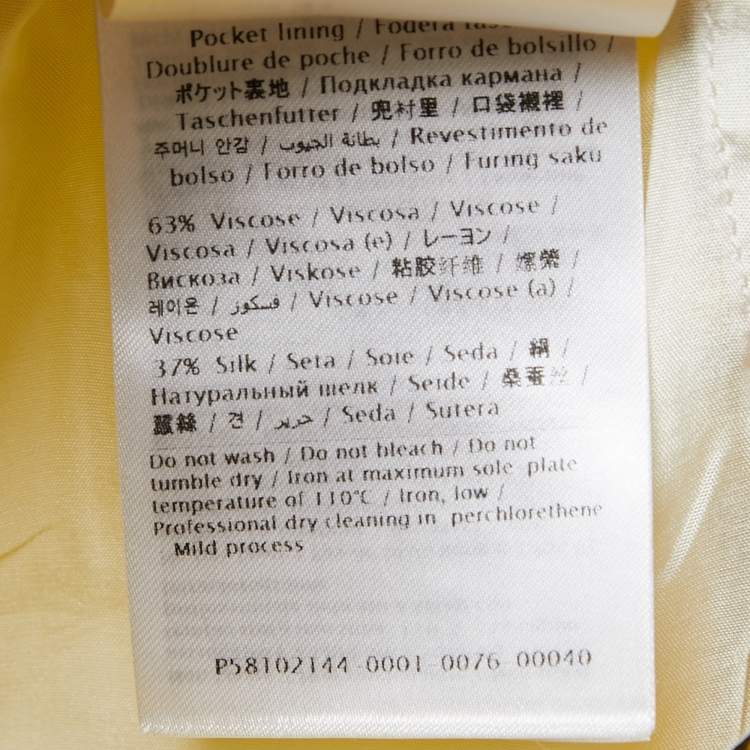 Pocket lining / Fodera
Doublure de poche / Forro de bolsillo /
ポケット裏地 / Подкладка кармана /
Taschenfutter / 兜衬里 / 口袋襯裡 /
주머니 안감 / بطانة الجيوب / Revestimento de
bolso / Forro de bolso / Furing saku
63% Viscose / Viscosa / Viscose /
Viscosa / Viscosa (e) / レーヨン /
Вискоза / Viskose / 粘胶纤维 / 嫘縈 /
레이온 / فسكوز / Viscose / Viscose (a) /
Viscose
37% Silk / Seta / Soie / Seda / 絹 /
Натуральный шелк / Seide / 桑蚕丝 /
蠶絲 / 견 / حرير / Seda / Sutera
Do not wash / Do not bleach / Do not
tumble dry / Iron at maximum sole plate
temperature of 110°C / Iron, low /
Professional dry cleaning in perchlorethene
Mild process
P58102144 0001 0076 00040